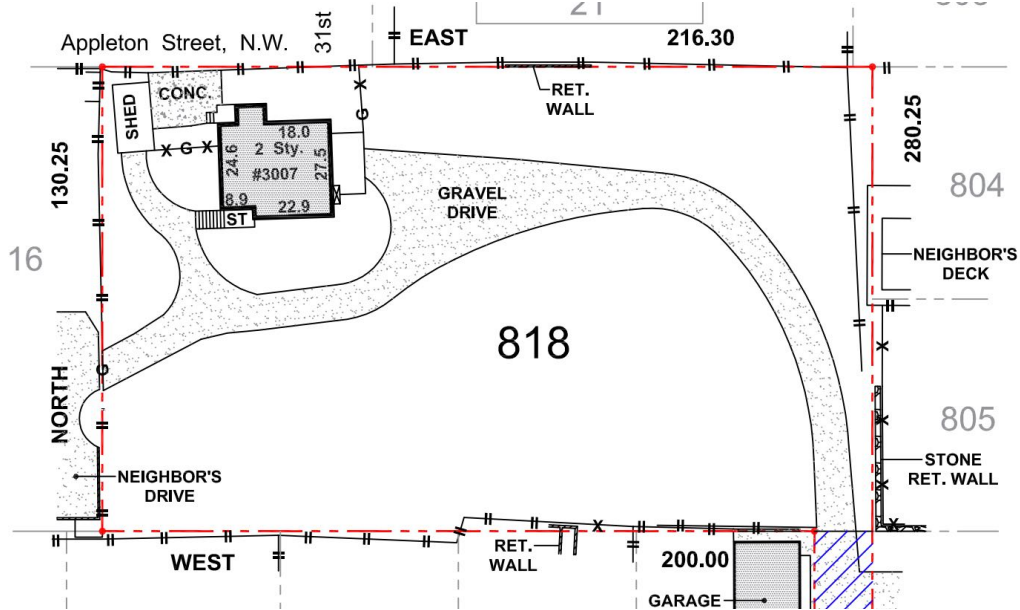 21
Appleton Street, N.W.
31st
EAST
216.30
RET.
WALL
CONC.
SHED
G
X
X G X
18.0
2 Sty.
24.6
27.5
#3007
8.9
22.9
ST
130.25
280.25
GRAVEL
DRIVE
804
16
NEIGHBOR'S
DECK
818
X
G
NORTH
805
X
STONE
RET. WALL
X
X
NEIGHBOR'S
DRIVE
X
WEST
RET.
WALL
200.00
GARAGE